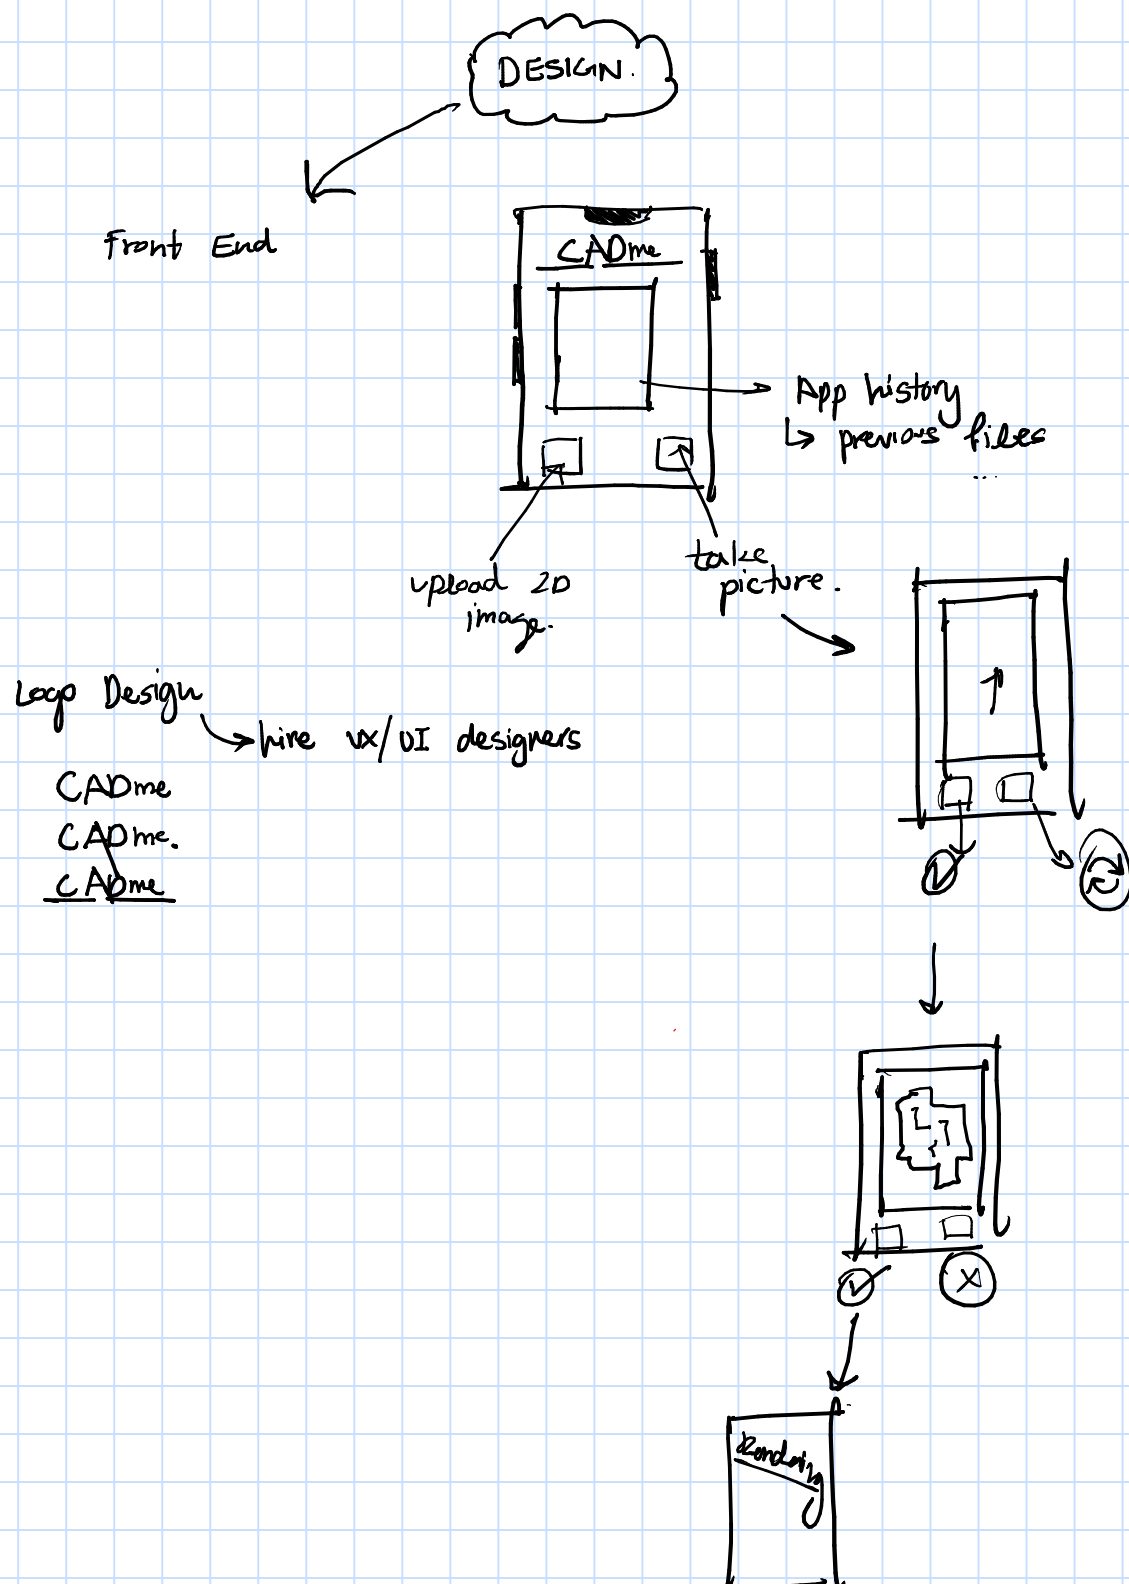 DESIGN.
Front End
CADme
App history
↳ previous files
...
upload 2D
image.
take
picture.
Logo Design
hire UX/UI designers
CADme
CADme.
CADme
Rendering